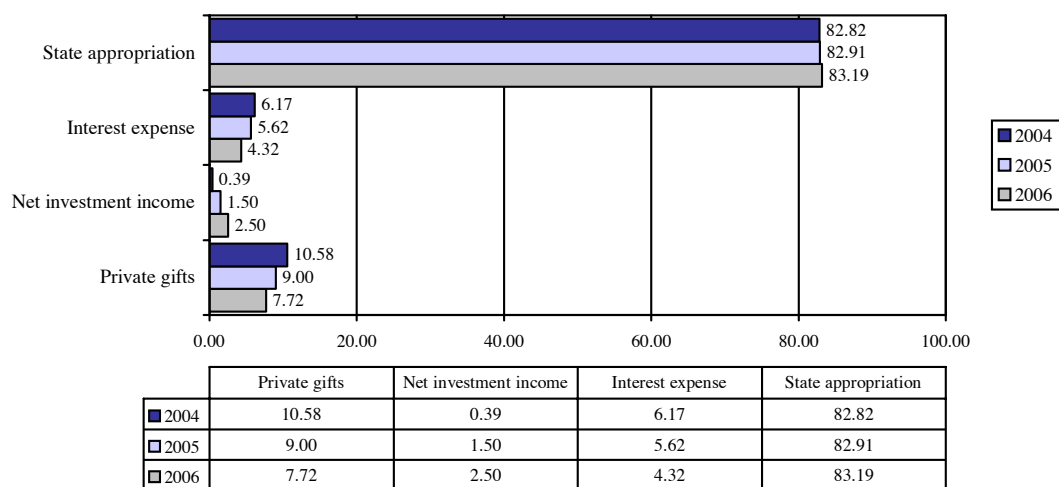 State appropriation
82.82
82.91
83.19
Interest expense
6.17
5.62
4.32
Net investment income
0.39
1.50
2.50
Private gifts
10.58
9.00
7.72
0.00 20.00 40.00 60.00 80.00 100.00
2004
2005
2006
Private gifts Net investment income Interest expense State appropriation
2004 10.58 0.39 6.17 82.82
2005 9.00 1.50 5.62 82.91
2006 7.72 2.50 4.32 83.19